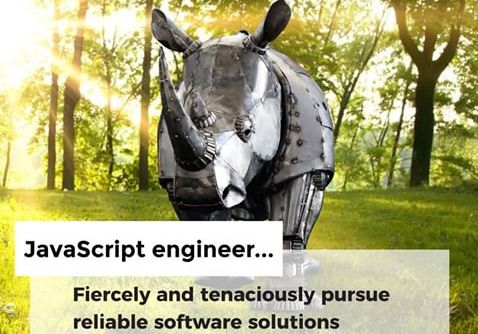 JavaScript engineer...
Fiercely and tenaciously pursue
reliable software solutions